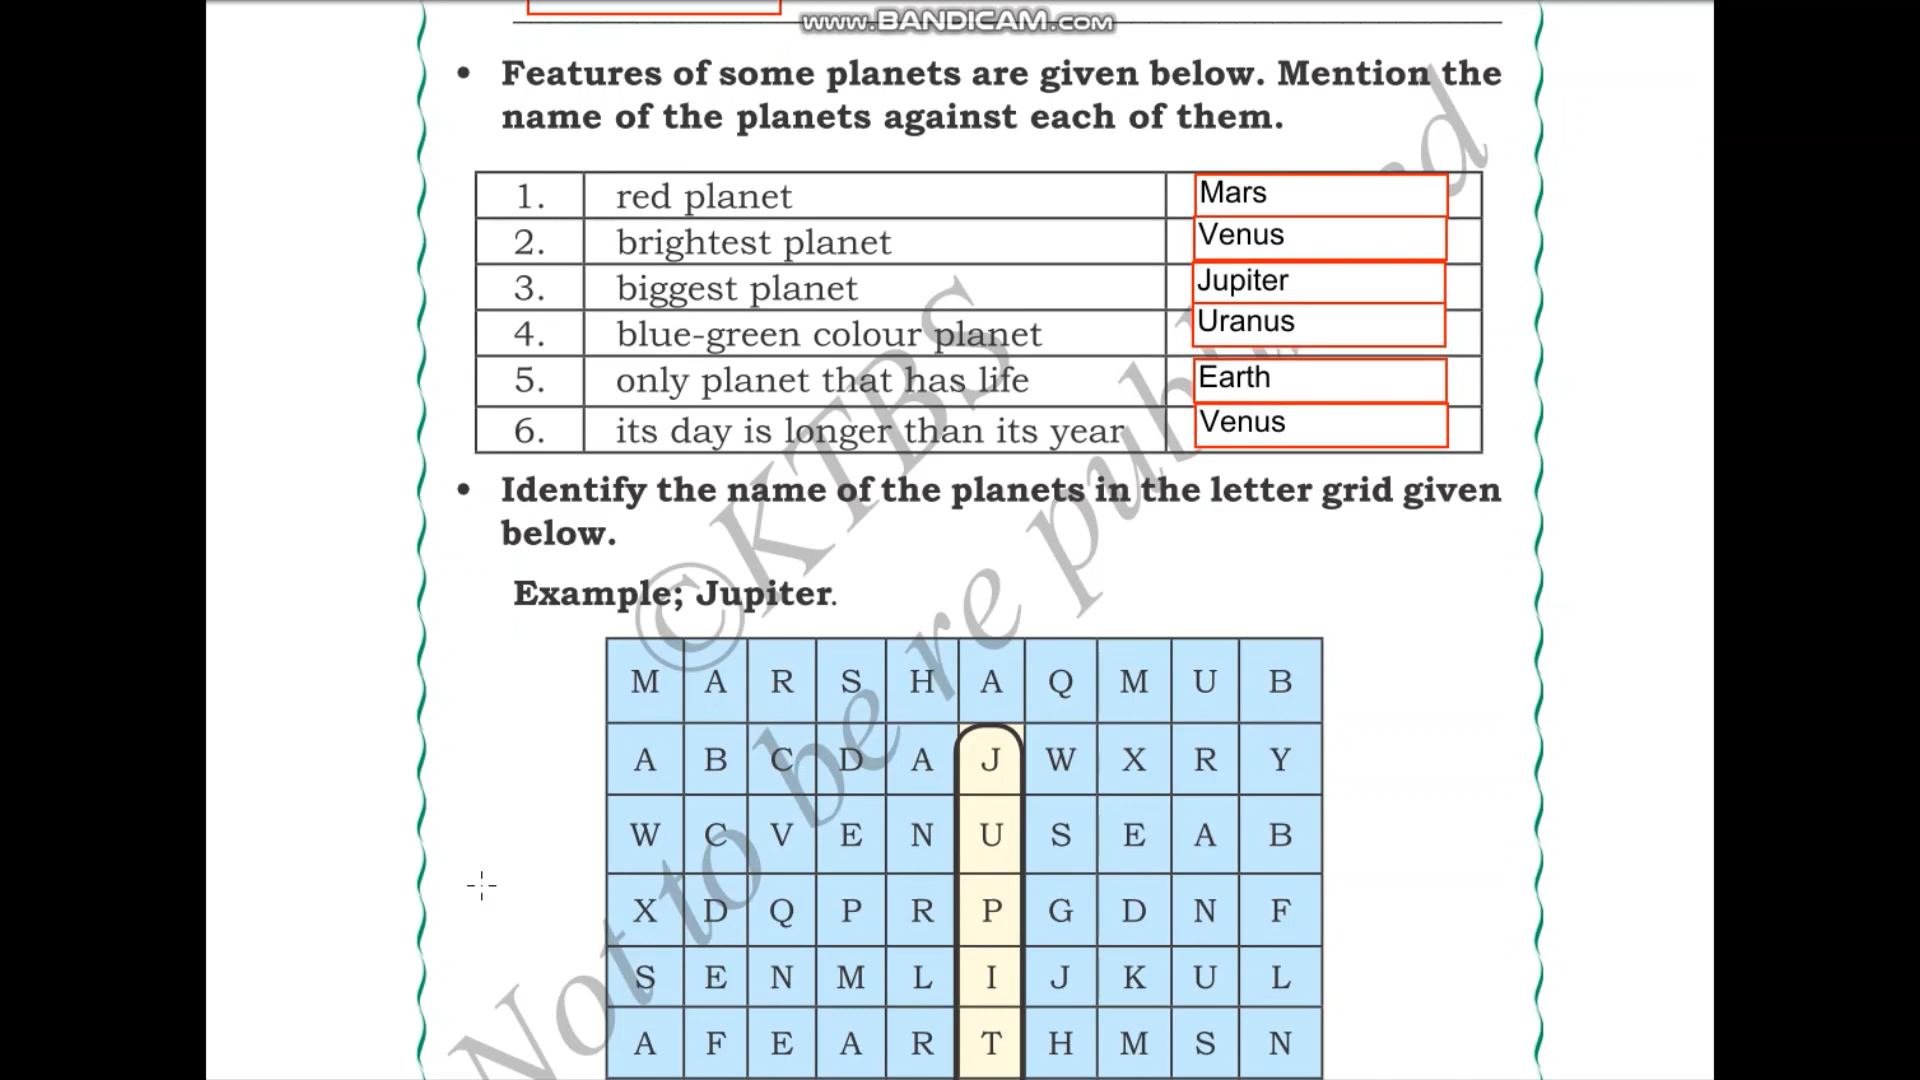 www.BANDICAM.com
• Features of some planets are given below. Mention the
name of the planets against each of them.
1. red planet Mars
2. brightest planet Venus
3. biggest planet Jupiter
4. blue-green colour planet Uranus
5. only planet that has life Earth
6. its day is longer than its year Venus
• Identify the name of the planets in the letter grid given
below.
Example; Jupiter.
M A R S H A Q M U B
A B C D A J W X R Y
W C V E N U S E A B
X D Q P R P G D N F
S E N M L I J K U L
A F E A R T H M S N
©KTBS
Not to be re published